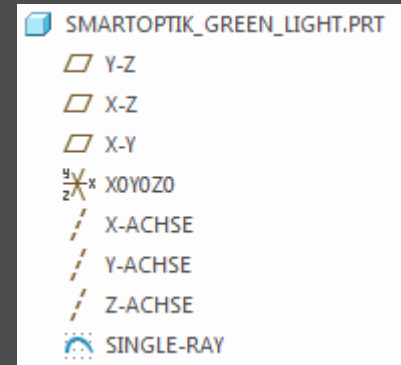 SMARTOPTIK_GREEN_LIGHT.PRT
Y-Z
X-Z
X-Y
y z x X0Y0Z0
X-ACHSE
Y-ACHSE
Z-ACHSE
SINGLE-RAY